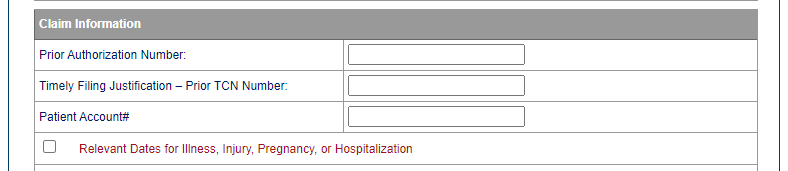 Claim Information
Prior Authorization Number:
Timely Filing Justification – Prior TCN Number:
Patient Account#
Relevant Dates for Illness, Injury, Pregnancy, or Hospitalization